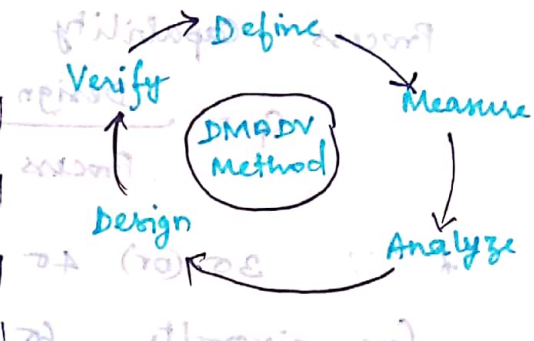 Define
Verify
Measure
DMADV
Method
Design
Analyze